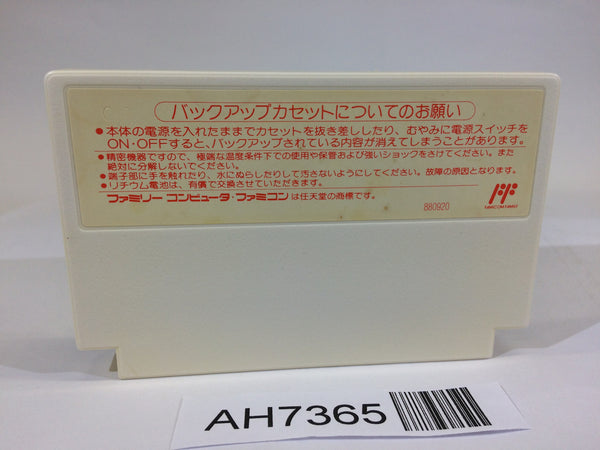 バックアップカセットについてのお願い
●本体の電源を入れたままでカセットを抜き差ししたり、むやみに電源スイッチを
ON・OFFすると、バックアップされている内容が消えてしまうことがあります。
●精密機器ですので、極端な温度条件下での使用や保管および強いショックをさけてください。また
絶対に分解しないでください。
●端子部に手を触れたり、水にぬらしたりして汚さないようにしてください。故障の原因となります。
●リチウム電池は、有償で交換させていただきます。
ファミリー コンピュータ・ファミコン は任天堂の商標です。
880920
FAMICOM FAMILY
AH7365